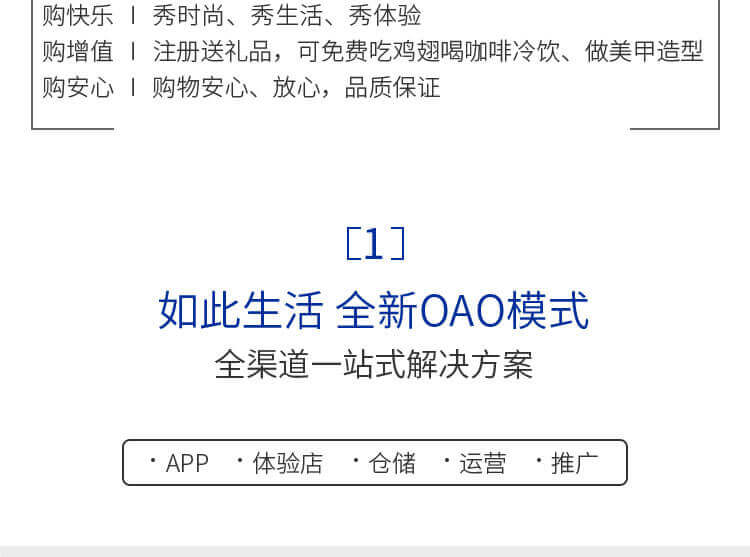 购快乐 | 秀时尚、秀生活、秀体验
购增值 | 注册送礼品，可免费吃鸡翅喝咖啡冷饮、做美甲造型
购安心 | 购物安心、放心，品质保证
[1]
如此生活 全新OAO模式
全渠道一站式解决方案
· APP · 体验店 · 仓储 · 运营 · 推广